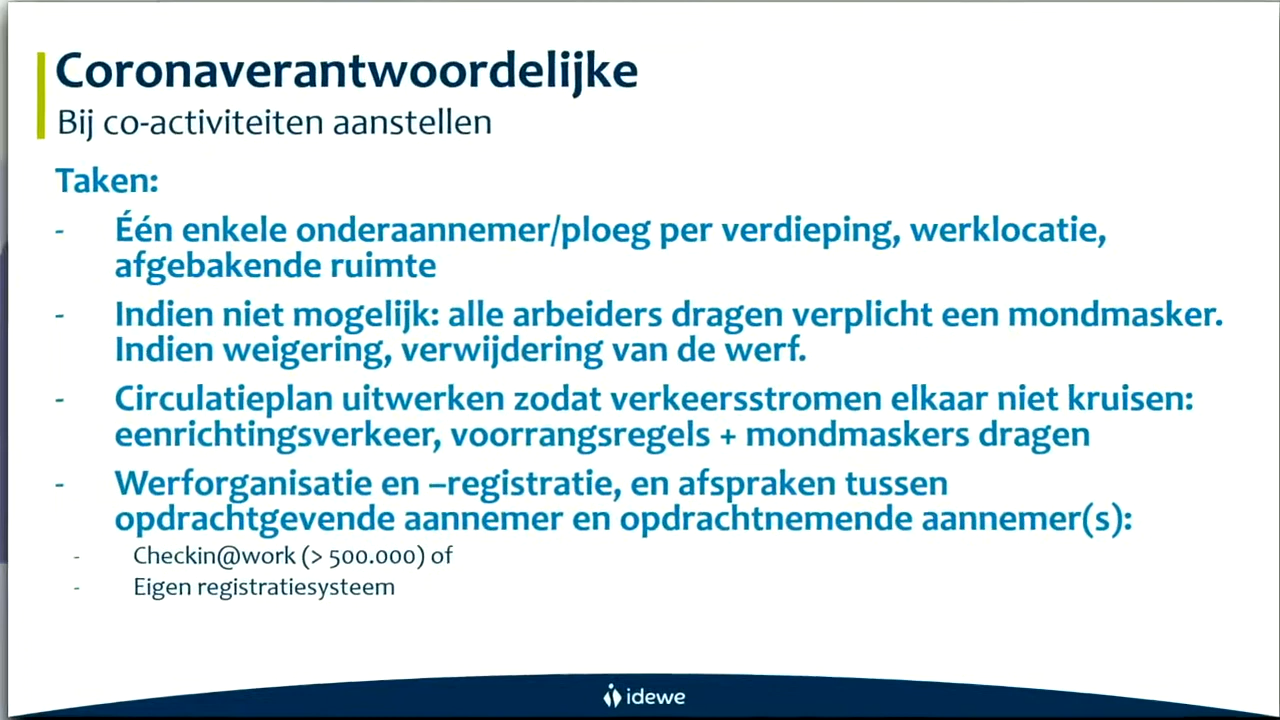 Coronaverantwoordelijke
Bij co-activiteiten aanstellen
Taken:
- Één enkele onderaannemer/ploeg per verdieping, werklocatie,
afgebakende ruimte
- Indien niet mogelijk: alle arbeiders dragen verplicht een mondmasker.
Indien weigering, verwijdering van de werf.
- Circulatieplan uitwerken zodat verkeersstromen elkaar niet kruisen:
eenrichtingsverkeer, voorrangsregels + mondmaskers dragen
- Werforganisatie en –registratie, en afspraken tussen
opdrachtgevende aannemer en opdrachtnemende aannemer(s):
- Checkin@work (> 500.000) of
- Eigen registratiesysteem
idewe